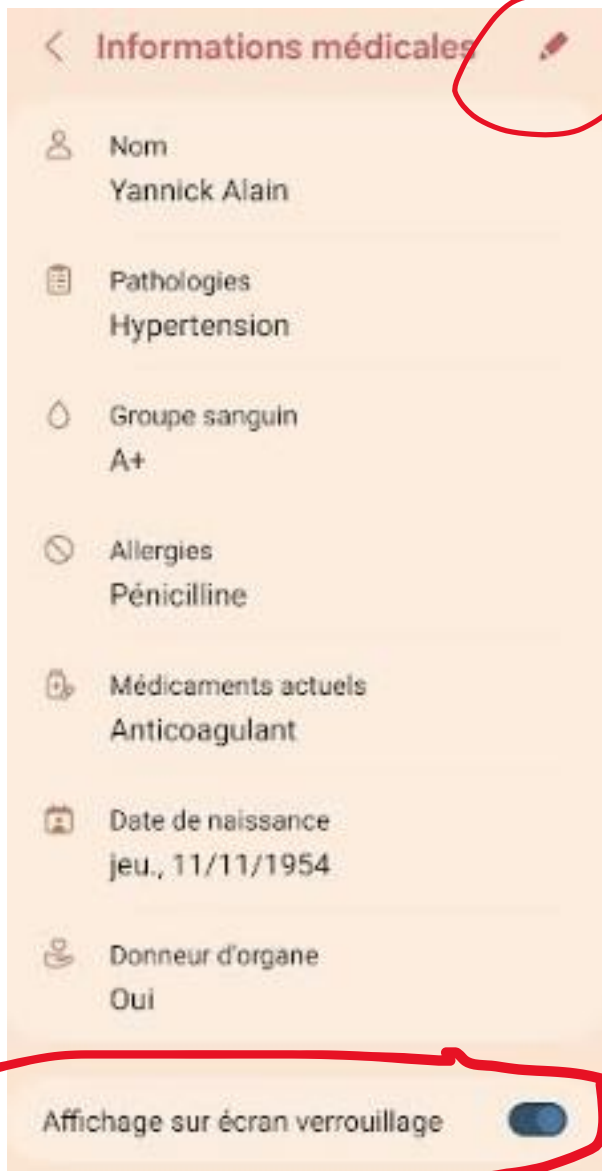 Informations médicales
Nom
Yannick Alain
Pathologies
Hypertension
Groupe sanguin
A+
Allergies
Pénicilline
Médicaments actuels
Anticoagulant
Date de naissance
jeu., 11/11/1954
Donneur d'organe
Oui
Affichage sur écran verrouillage